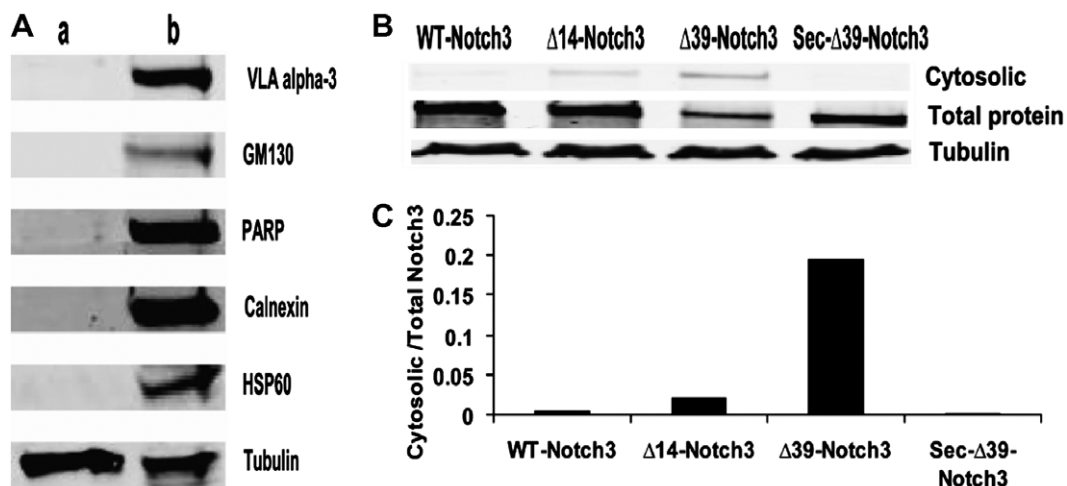 A
a b
VLA alpha-3
GM130
PARP
Calnexin
HSP60
Tubulin
B
WT-Notch3 Δ14-Notch3 Δ39-Notch3 Sec-Δ39-Notch3
Cytosolic
Total protein
Tubulin
C
Cytosolic /Total Notch3
0.25
0.2
0.15
0.1
0.05
0
WT-Notch3 Δ14-Notch3 Δ39-Notch3 Sec-Δ39-
Notch3